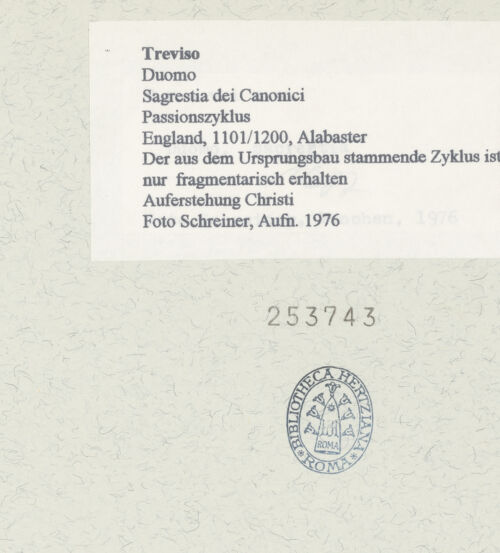 Treviso
Duomo
Sagrestia dei Canonici
Passionszyklus
England, 1101/1200, Alabaster
Der aus dem Ursprungsbau stammende Zyklus ist
nur fragmentarisch erhalten
Auferstehung Christi
Foto Schreiner, Aufn. 1976
1976
253743
BIBLIOTHECA HERTZIANA
ROMA
ROMA